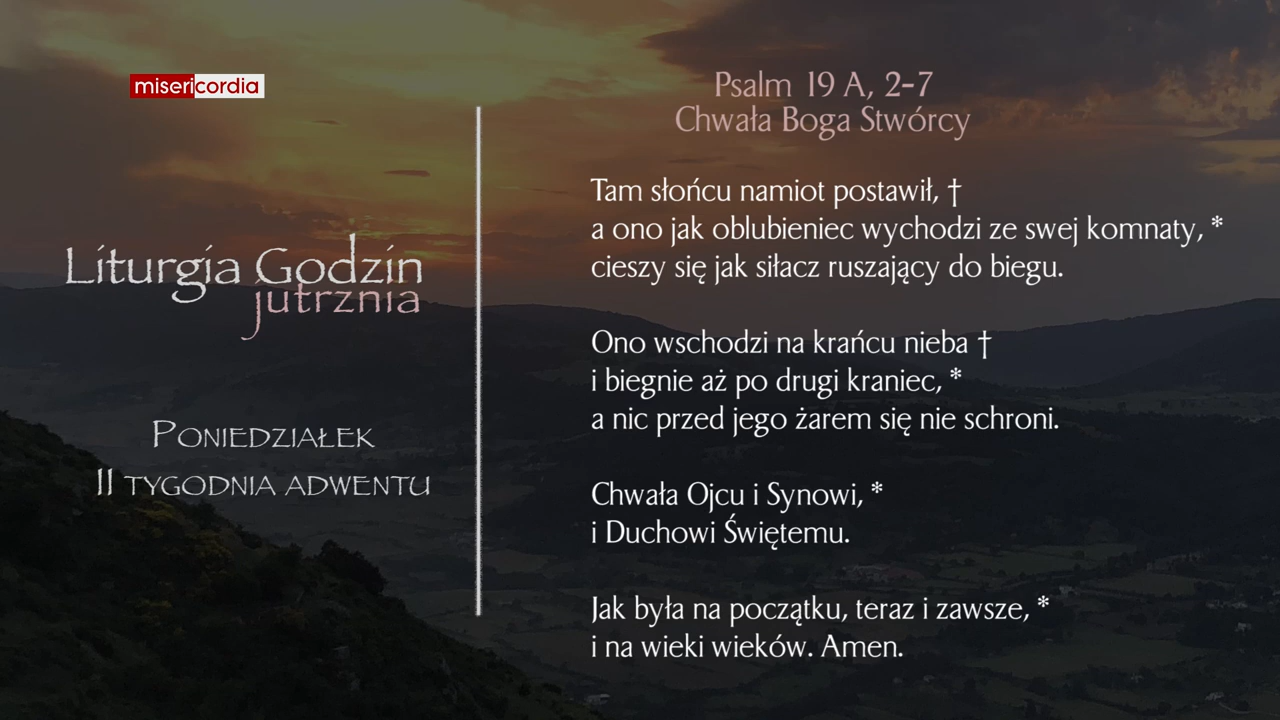 misericordia
Liturgia Godzin
jutrznia
Poniedziałek
II tygodnia adwentu
Psalm 19 A, 2-7
Chwała Boga Stwórcy
Tam słońcu namiot postawił, †
a ono jak oblubieniec wychodzi ze swej komnaty, *
cieszy się jak siłacz ruszający do biegu.
Ono wschodzi na krańcu nieba †
i biegnie aż po drugi kraniec, *
a nic przed jego żarem się nie schroni.
Chwała Ojcu i Synowi, *
i Duchowi Świętemu.
Jak była na początku, teraz i zawsze, *
i na wieki wieków. Amen.